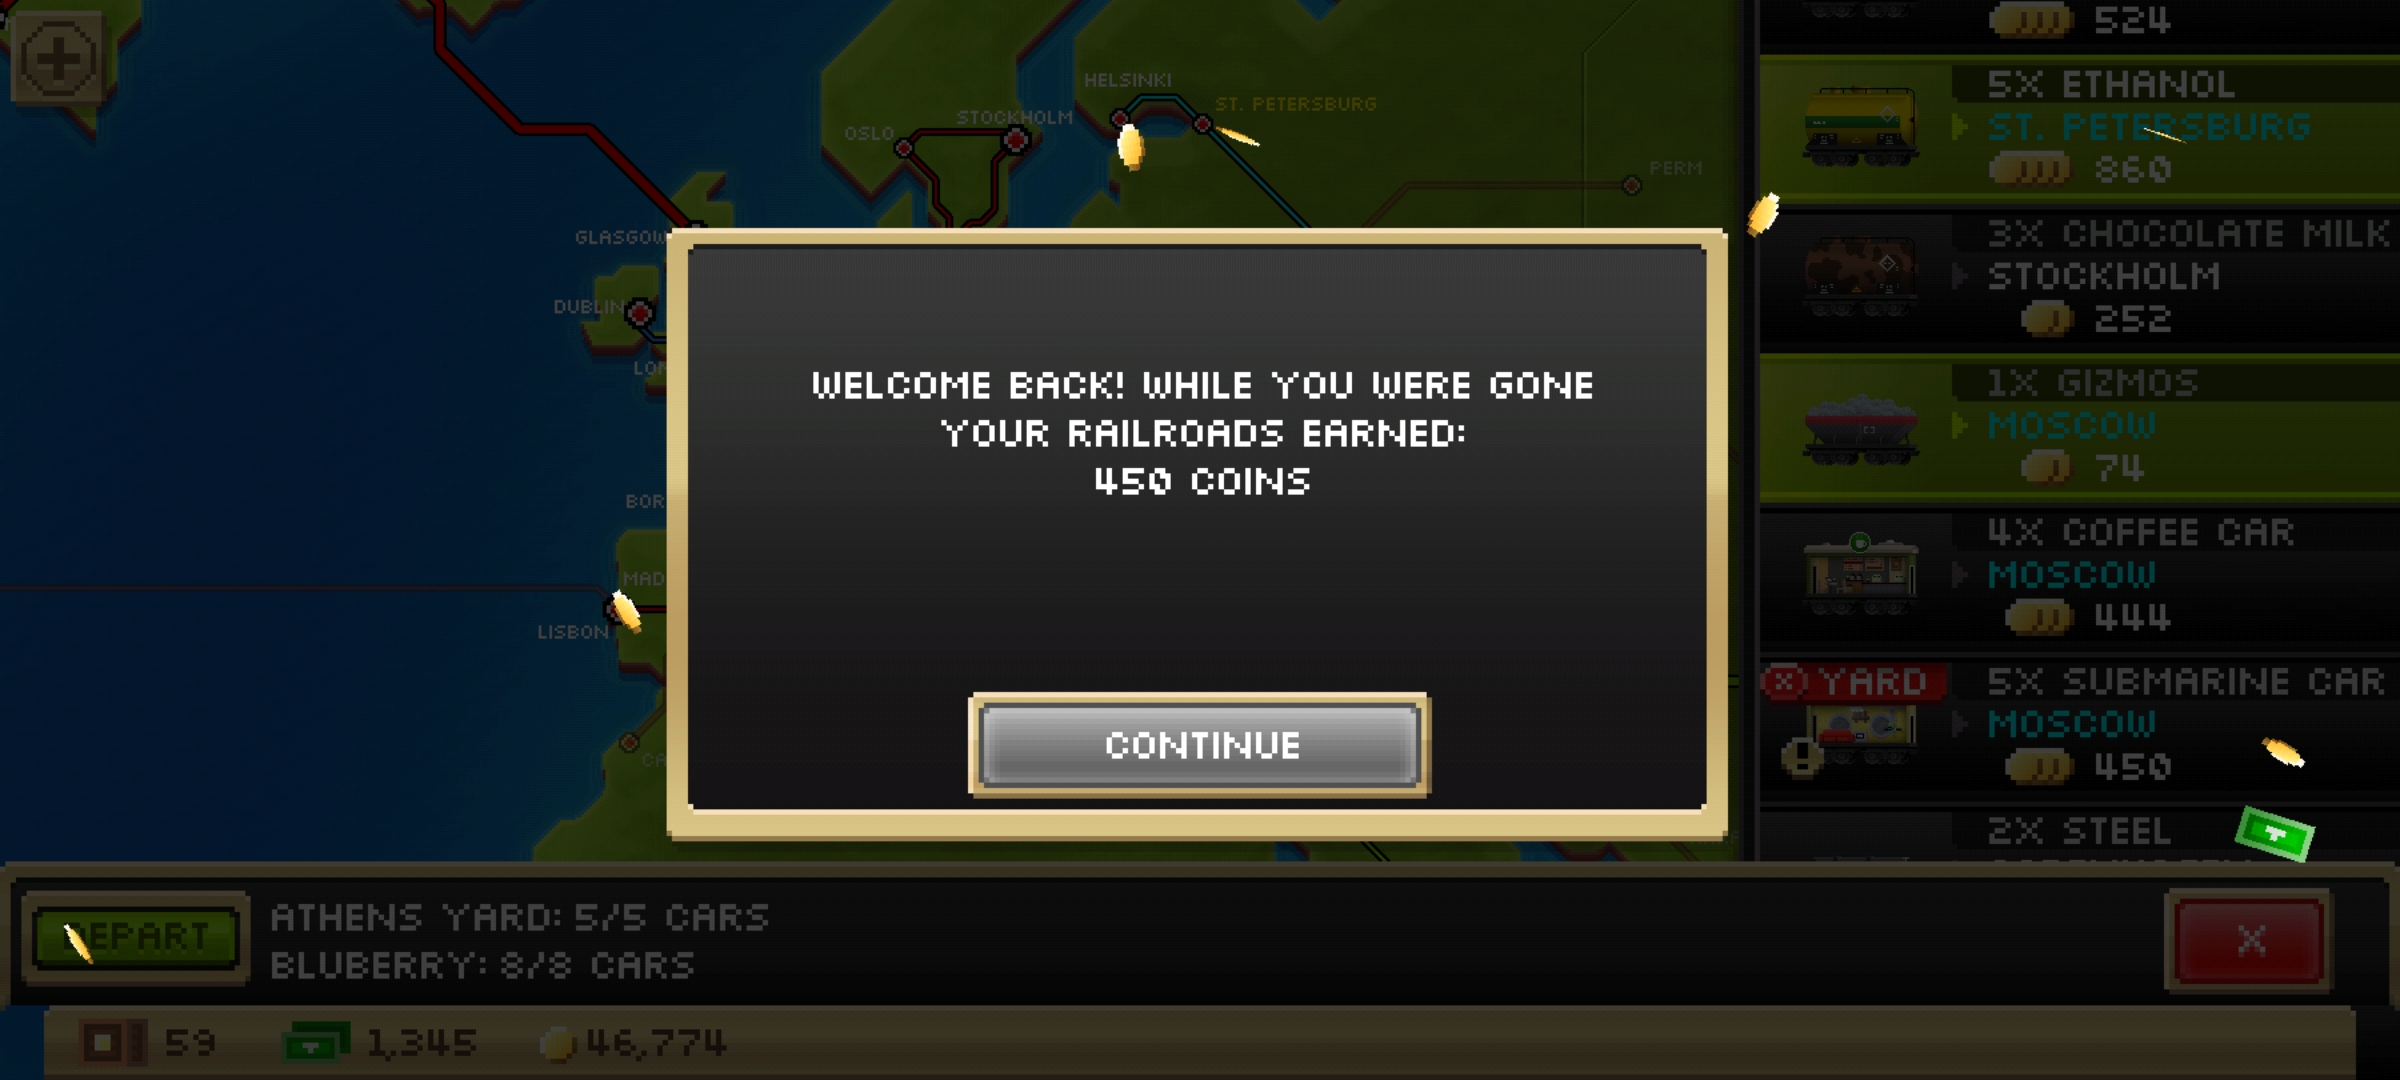 524
HELSINKI
5X ETHANOL
STOCKHOLM
ST. PETERSBURG
OSLO
ST. PETERSBURG
860
PERM
GLASGOW
3X CHOCOLATE MILK
STOCKHOLM
DUBLIN
252
WELCOME BACK! WHILE YOU WERE GONE
YOUR RAILROADS EARNED:
450 COINS
1X GIZMOS
MOSCOW
74
LISBON
4X COFFEE CAR
MOSCOW
444
CONTINUE
X YARD
5X SUBMARINE CAR
MOSCOW
! 450
2X STEEL
DEPART
ATHENS YARD: 5/5 CARS
BLUBERRY: 8/8 CARS
X
59
1,345
46,774